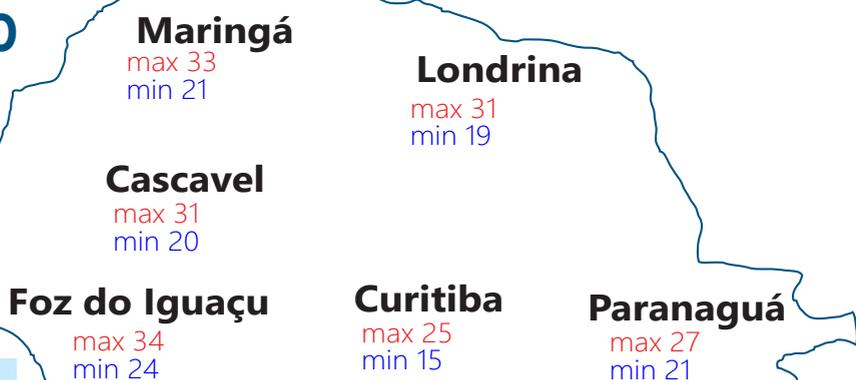 Maringá
max 33
min 21
Londrina
max 31
min 19
Cascavel
max 31
min 20
Foz do Iguaçu
max 34
min 24
Curitiba
max 25
min 15
Paranaguá
max 27
min 21